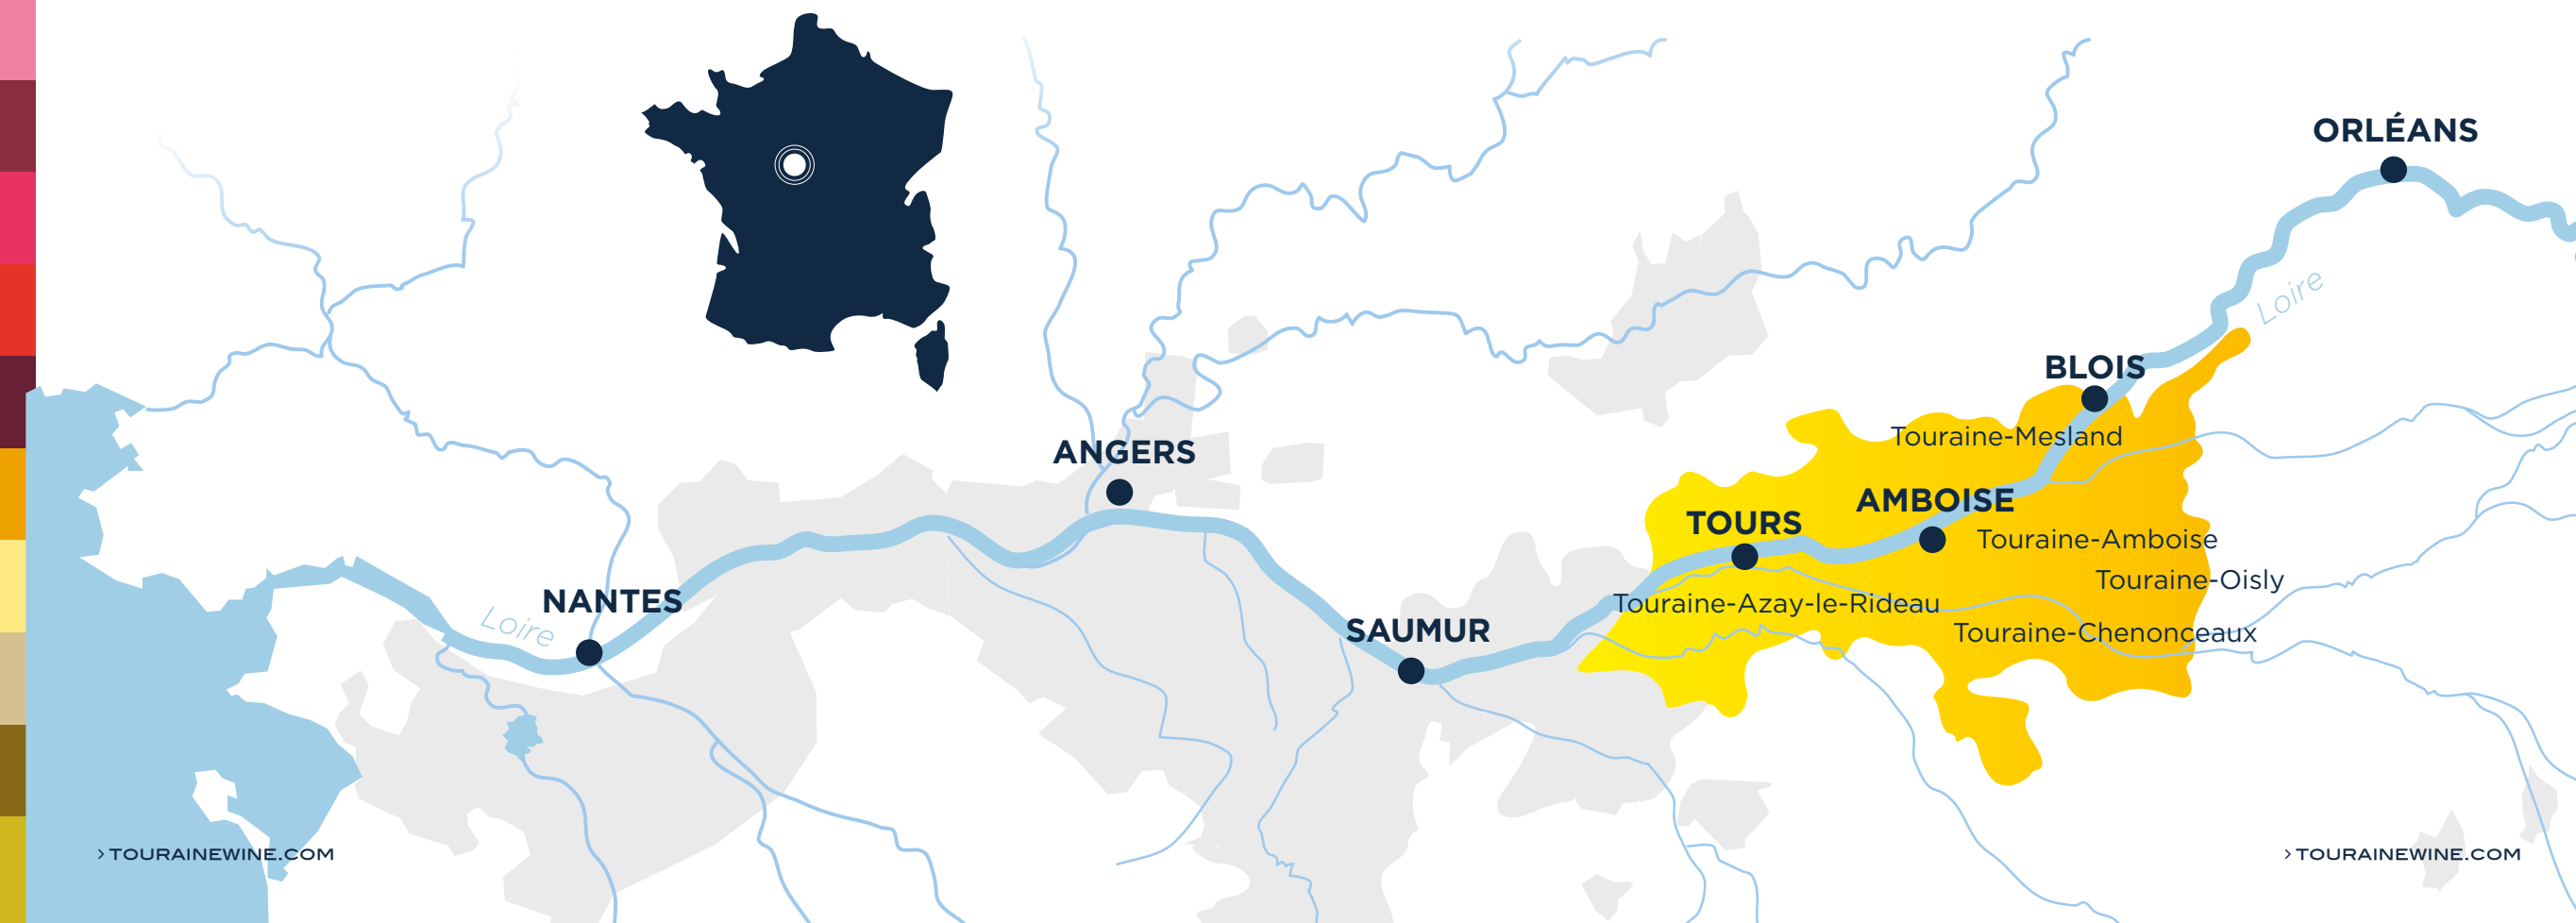 ORLÉANS
Loire
BLOIS
Touraine-Mesland
ANGERS
AMBOISE
TOURS
Touraine-Amboise
Touraine-Oisly
Touraine-Azay-le-Rideau
NANTES
Loire
SAUMUR
Touraine-Chenonceaux
> TOURAINEWINE.COM
> TOURAINEWINE.COM